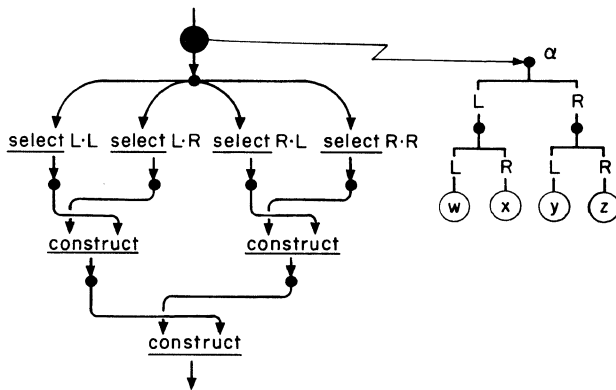 α
L R
select L·L select L·R select R·L select R·R
L R L R
w x y z
construct construct
construct